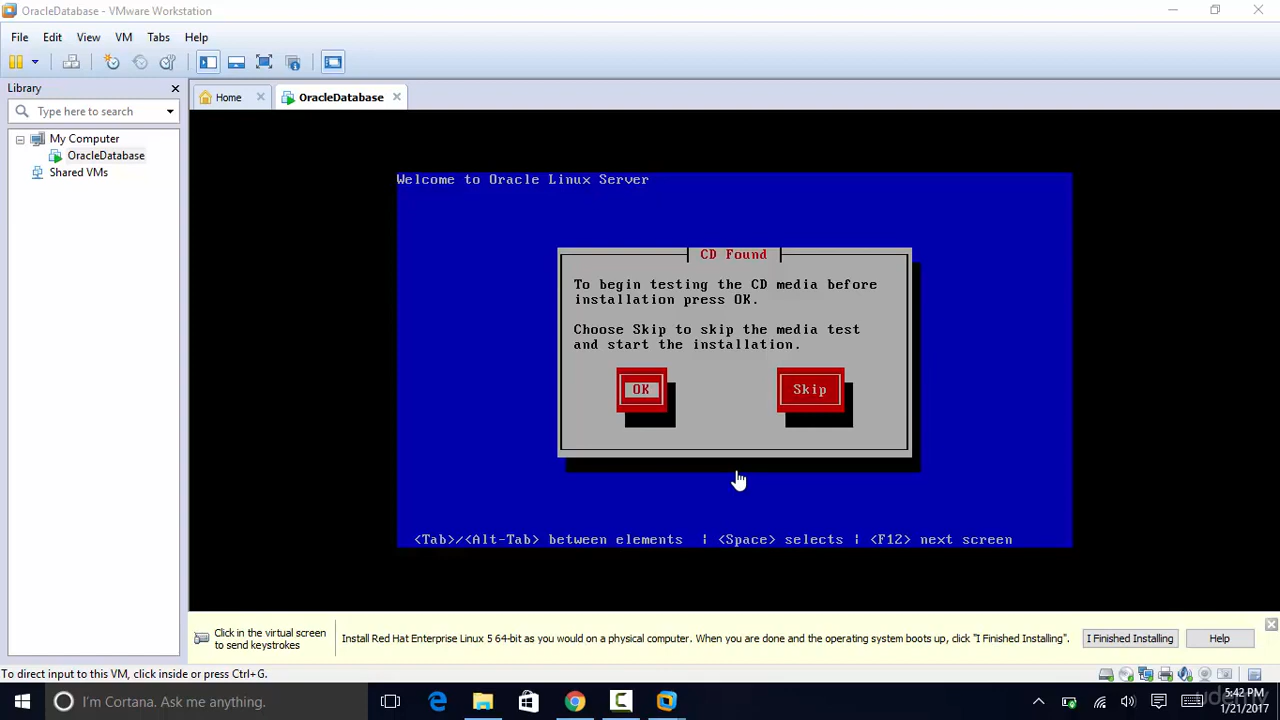 OracleDatabase - VMware Workstation
File Edit View VM Tabs Help
Library
Home
OracleDatabase
Type here to search
My Computer
OracleDatabase
Shared VMs
Welcome to Oracle Linux Server
CD Found
To begin testing the CD media before
installation press OK.
Choose Skip to skip the media test
and start the installation.
OK Skip
<Tab>/<Alt-Tab> between elements | <Space> selects | <F12> next screen
Click in the virtual screen
to send keystrokes
Install Red Hat Enterprise Linux 5 64-bit as you would on a physical computer. When you are done and the operating system boots up, click "I Finished Installing".
I Finished Installing
Help
To direct input to this VM, click inside or press Ctrl+G.
I'm Cortana. Ask me anything.
5:42 PM
1/21/2017
udemy